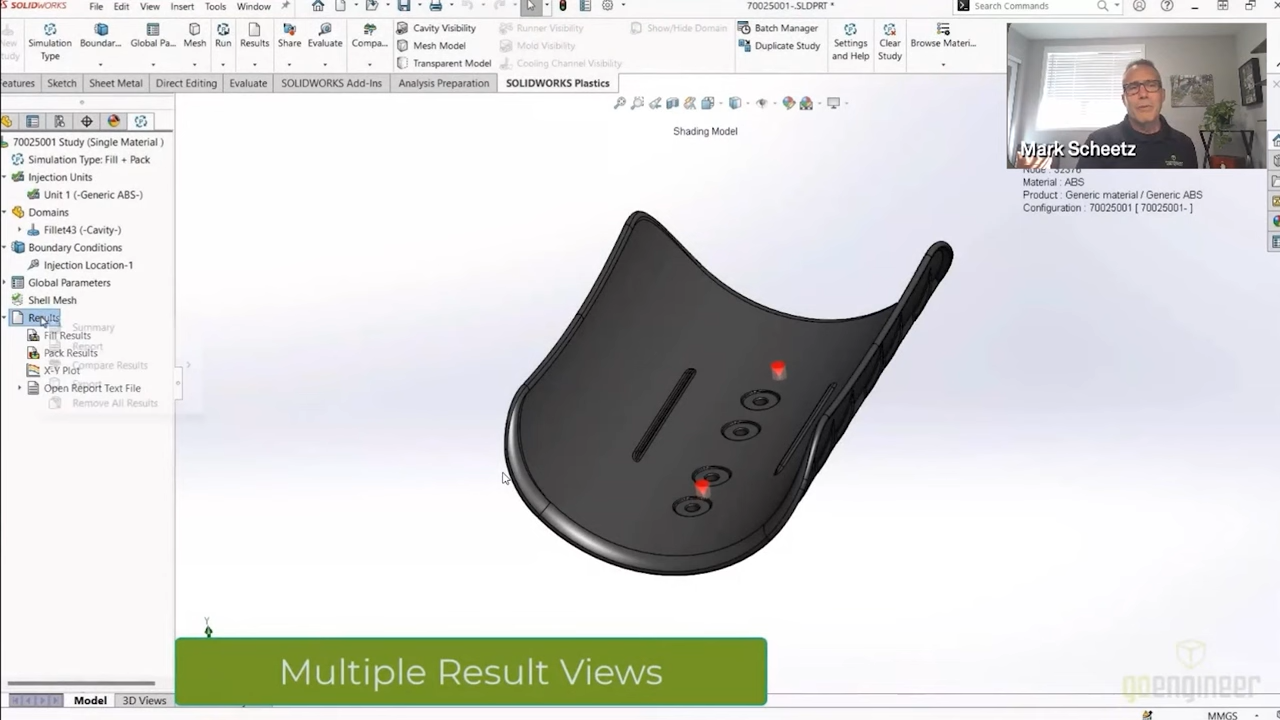 SOLIDWORKS File Edit View Insert Tools Window 70025001-.SLDPRT * Search Commands
New Study
Simulation Type
Boundar...
Global Pa...
Mesh
Run
Results
Share
Evaluate
Compa...
Cavity Visibility
Mesh Model
Transparent Model
Runner Visibility
Mold Visibility
Cooling Channel Visibility
Show/Hide Domain
Batch Manager
Duplicate Study
Settings and Help
Clear Study
Browse Materi...
Features Sketch Sheet Metal Direct Editing Evaluate SOLIDWORKS Add-Ins Analysis Preparation SOLIDWORKS Plastics
Shading Model
Mark Scheetz
Node : 32376
Material : ABS
Product : Generic material / Generic ABS
Configuration : 70025001 [ 70025001- ]
70025001 Study (Single Material )
Simulation Type: Fill + Pack
Injection Units
Unit 1 (-Generic ABS-)
Domains
Fillet43 (-Cavity-)
Boundary Conditions
Injection Location-1
Global Parameters
Shell Mesh
Results
Summary
Fill Results
Report
Pack Results
Compare Results
X-Y Plot
Export
Open Report Text File
Remove All Results
Y
Multiple Result Views
goengineer
Model 3D Views
MMGS